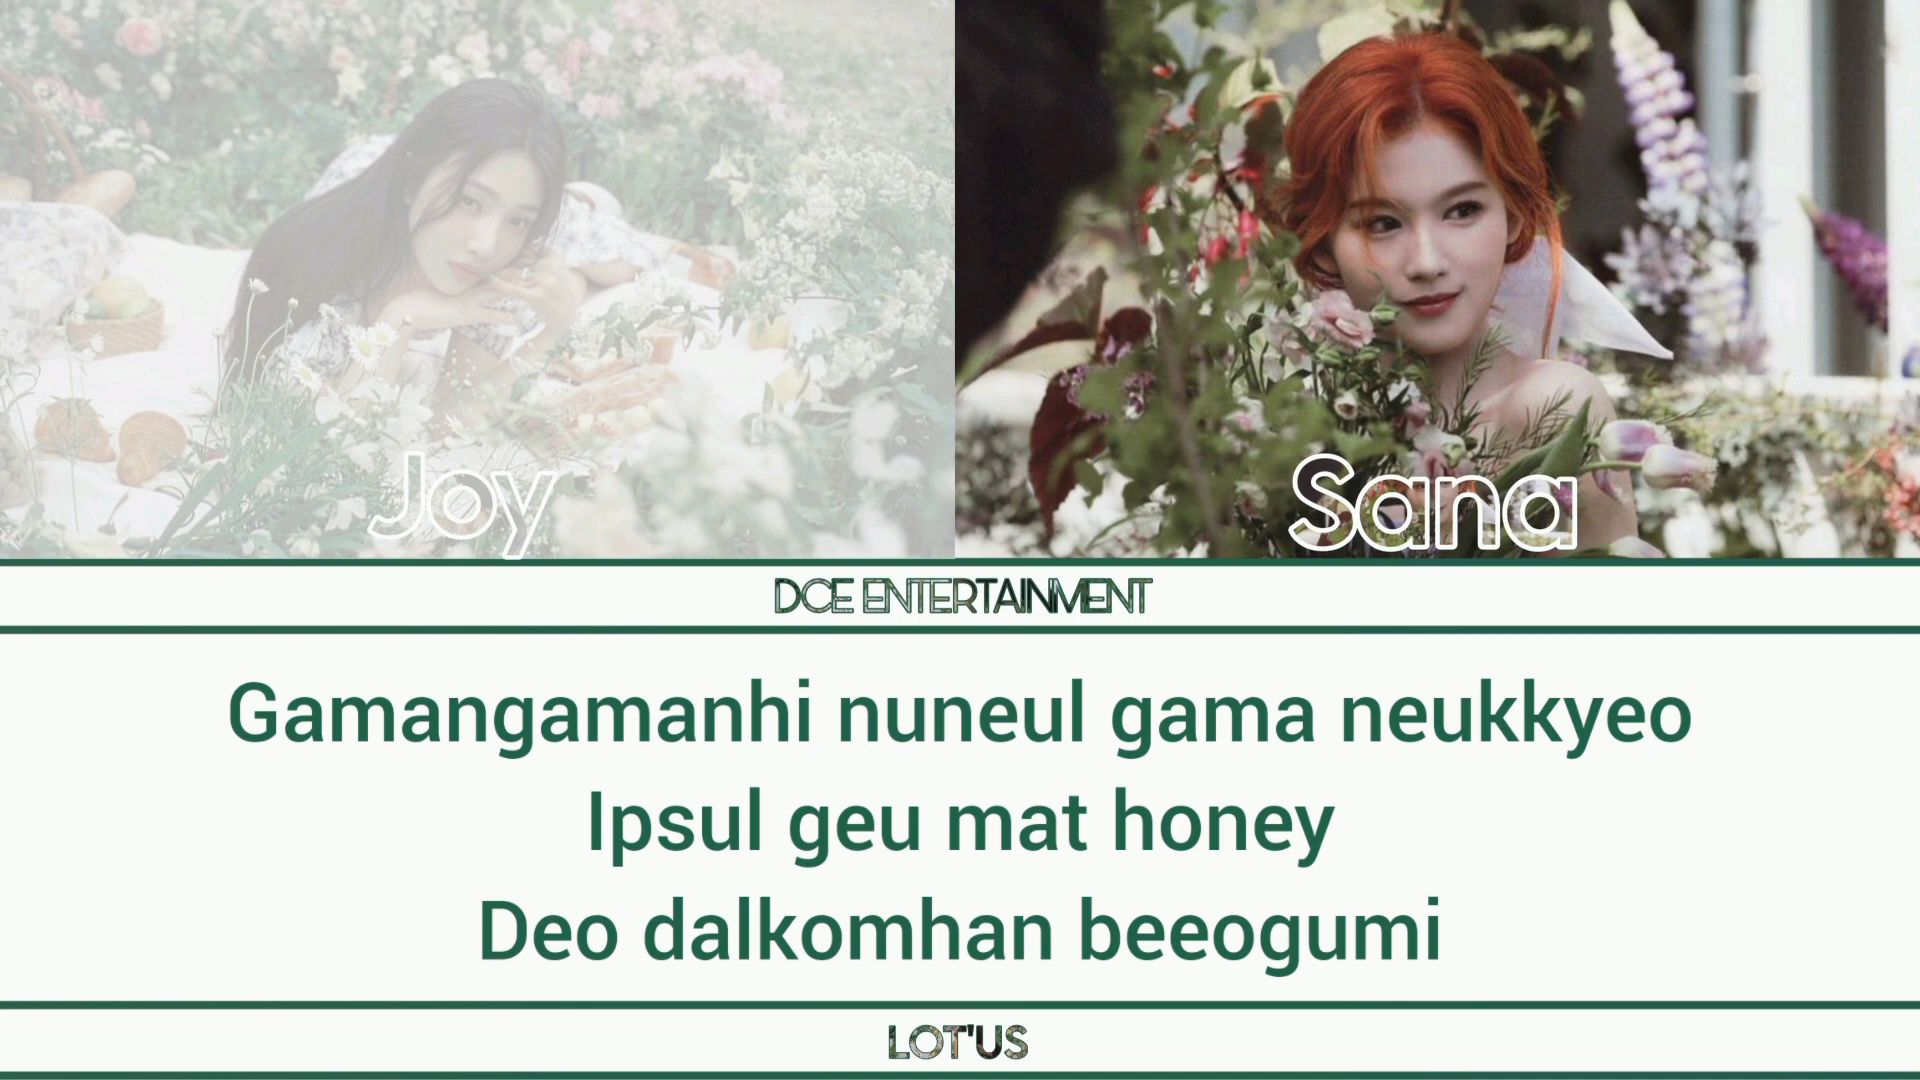 Joy
Sana
DCE ENTERTAINMENT
Gamangamanhi nuneul gama neukkyeo
Ipsul geu mat honey
Deo dalkomhan beeogumi
LOT'US